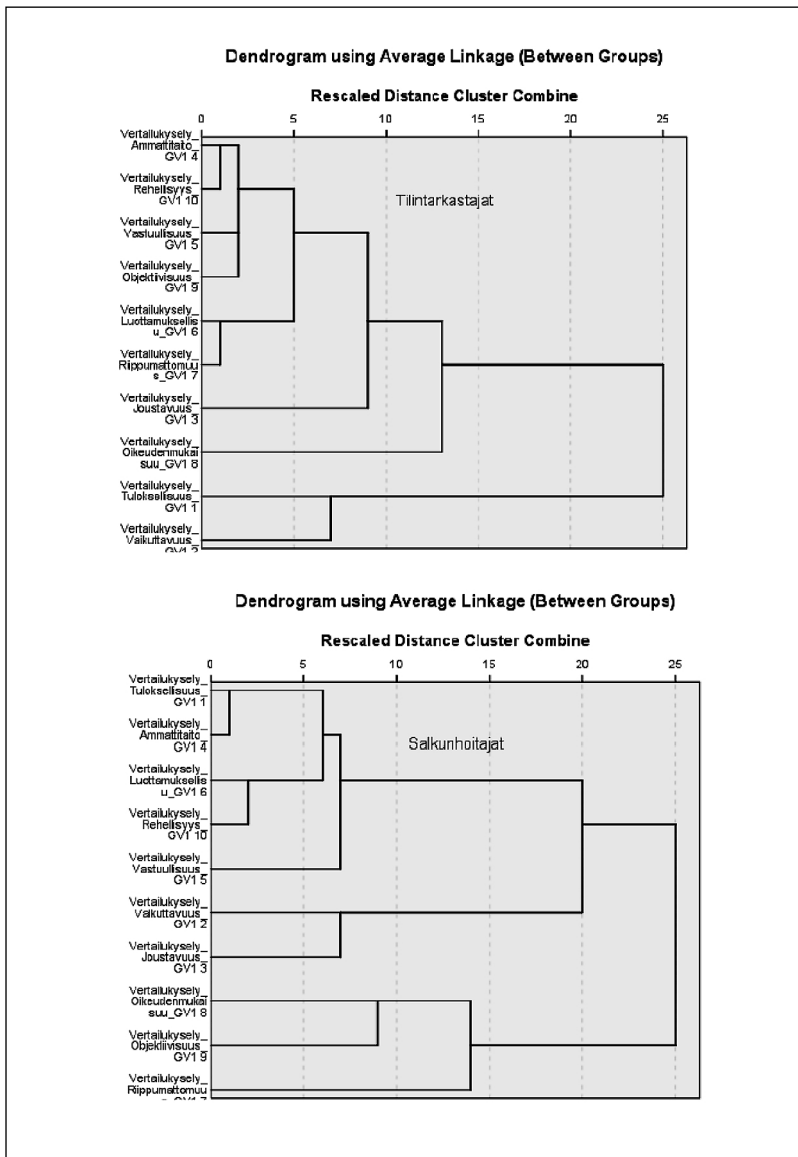 Dendrogram using Average Linkage (Between Groups)
Rescaled Distance Cluster Combine
0 5 10 15 20 25
Vertailukysely_
Ammattitaito_
GV1 4
Vertailukysely_
Rehellisyys_
GV1 10
Tilintarkastajat
Vertailukysely_
Vastuullisuus_
GV1 5
Vertailukysely_
Objektiivisuus_
GV1 9
Vertailukysely_
Luottamuksellis
u_GV1 6
Vertailukysely_
Riippumattomuu
s_GV1 7
Vertailukysely_
Joustavuus_
GV1 3
Vertailukysely_
Oikeudenmukai
suu_GV1 8
Vertailukysely_
Tuloksellisuus_
GV1 1
Vertailukysely_
Vaikuttavuus_
GV1 2
Dendrogram using Average Linkage (Between Groups)
Rescaled Distance Cluster Combine
0 5 10 15 20 25
Vertailukysely_
Tuloksellisuus_
GV1 1
Vertailukysely_
Ammattitaito_
GV1 4
Salkunhoitajat
Vertailukysely_
Luottamuksellis
u_GV1 6
Vertailukysely_
Rehellisyys_
GV1 10
Vertailukysely_
Vastuullisuus_
GV1 5
Vertailukysely_
Vaikuttavuus_
GV1 2
Vertailukysely_
Joustavuus_
GV1 3
Vertailukysely_
Oikeudenmukai
suu_GV1 8
Vertailukysely_
Objektiivisuus_
GV1 9
Vertailukysely_
Riippumattomuu